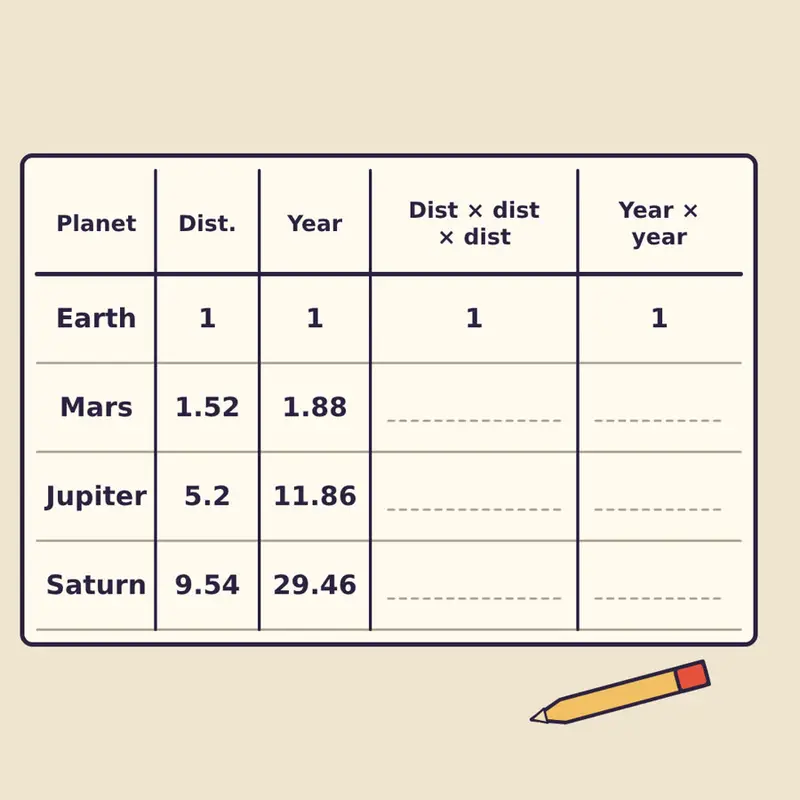 Planet Dist. Year Dist × dist × dist Year × year
Earth 1 1 1 1
Mars 1.52 1.88
Jupiter 5.2 11.86
Saturn 9.54 29.46